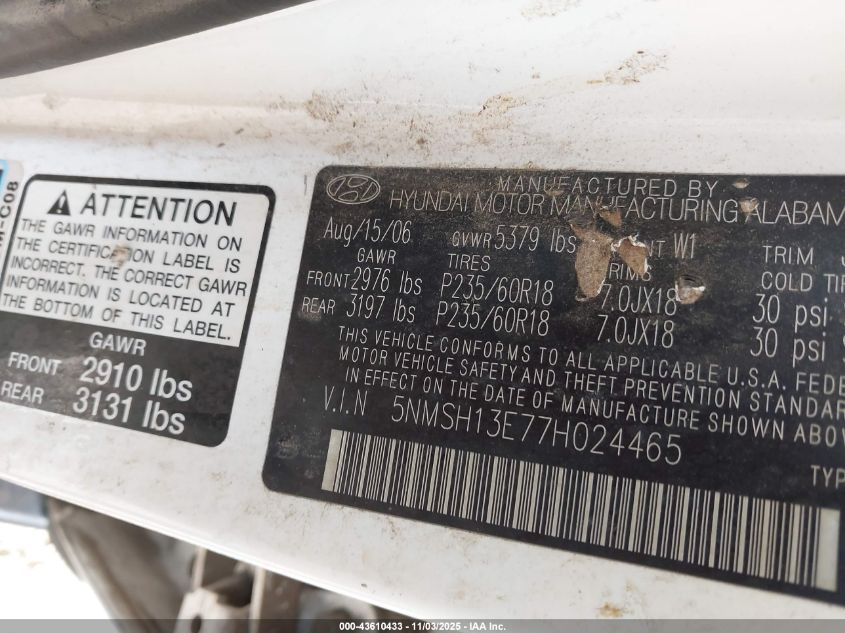 M-C08
ATTENTION
THE GAWR INFORMATION ON
THE CERTIFICATION LABEL IS
INCORRECT. THE CORRECT GAWR
INFORMATION IS LOCATED AT
THE BOTTOM OF THIS LABEL.
GAWR
FRONT 2910 lbs
REAR 3131 lbs
MANUFACTURED BY
HYUNDAI MOTOR MANUFACTURING ALABAM
Aug/15/06 GVWR 5379 lbs W1 TRIM
GAWR TIRES RIMS COLD TIR
FRONT 2976 lbs P235/60R18 7.0JX18 30 psi
REAR 3197 lbs P235/60R18 7.0JX18 30 psi
THIS VEHICLE CONFORMS TO ALL APPLICABLE U.S.A. FEDE
MOTOR VEHICLE SAFETY AND THEFT PREVENTION STANDAR
IN EFFECT ON THE DATE OF MANUFACTURE SHOWN ABOV
V.I.N 5NMSH13E77H024465
TYP
000-43610433 - 11/03/2025 - IAA Inc.